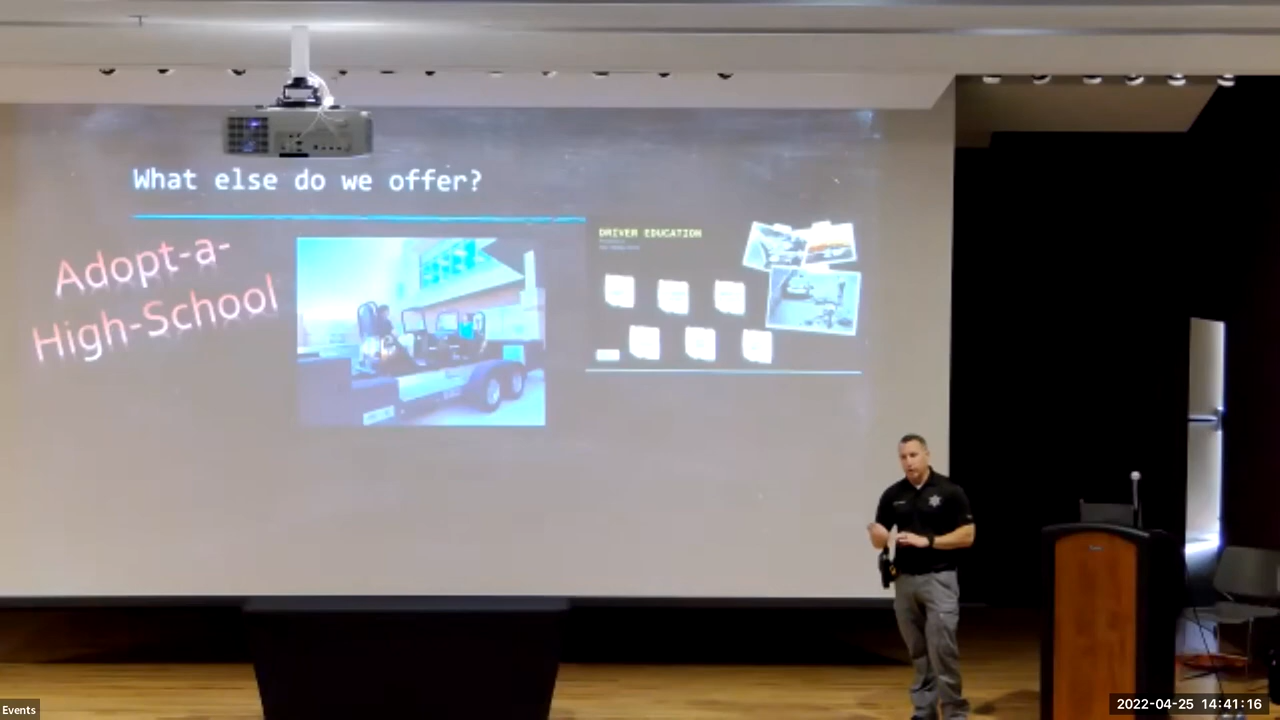 What else do we offer?
Adopt-a-
High-School
DRIVER EDUCATION
Events
2022-04-25 14:41:16